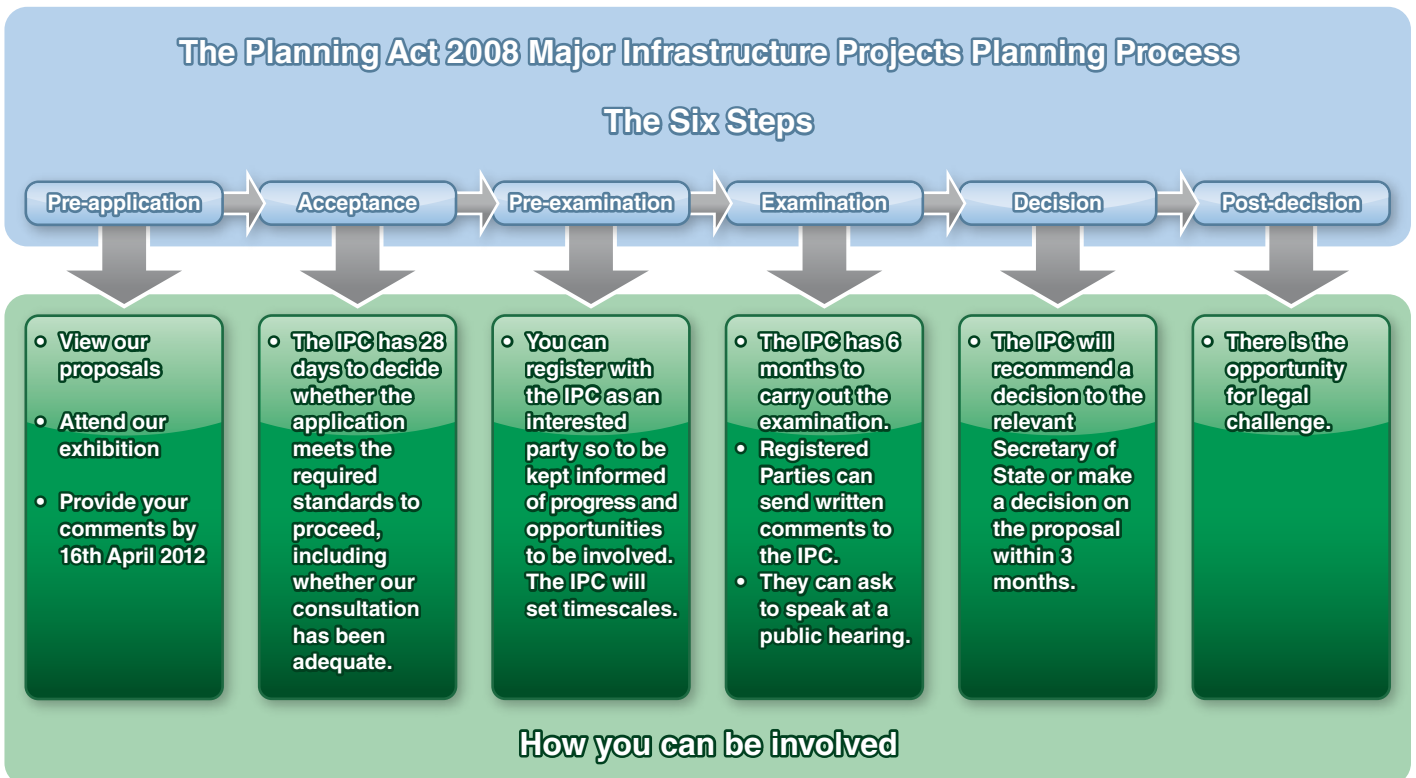 The Planning Act 2008 Major Infrastructure Projects Planning Process
The Six Steps
Pre-application
Acceptance
Pre-examination
Examination
Decision
Post-decision
• View our
proposals
• Attend our
exhibition
• Provide your
comments by
16th April 2012
• The IPC has 28
days to decide
whether the
application
meets the
required
standards to
proceed,
including
whether our
consultation
has been
adequate.
• You can
register with
the IPC as an
interested
party so to be
kept informed
of progress and
opportunities
to be involved.
The IPC will
set timescales.
• The IPC has 6
months to
carry out the
examination.
• Registered
Parties can
send written
comments to
the IPC.
• They can ask
to speak at a
public hearing.
• The IPC will
recommend a
decision to the
relevant
Secretary of
State or make
a decision on
the proposal
within 3
months.
• There is the
opportunity
for legal
challenge.
How you can be involved